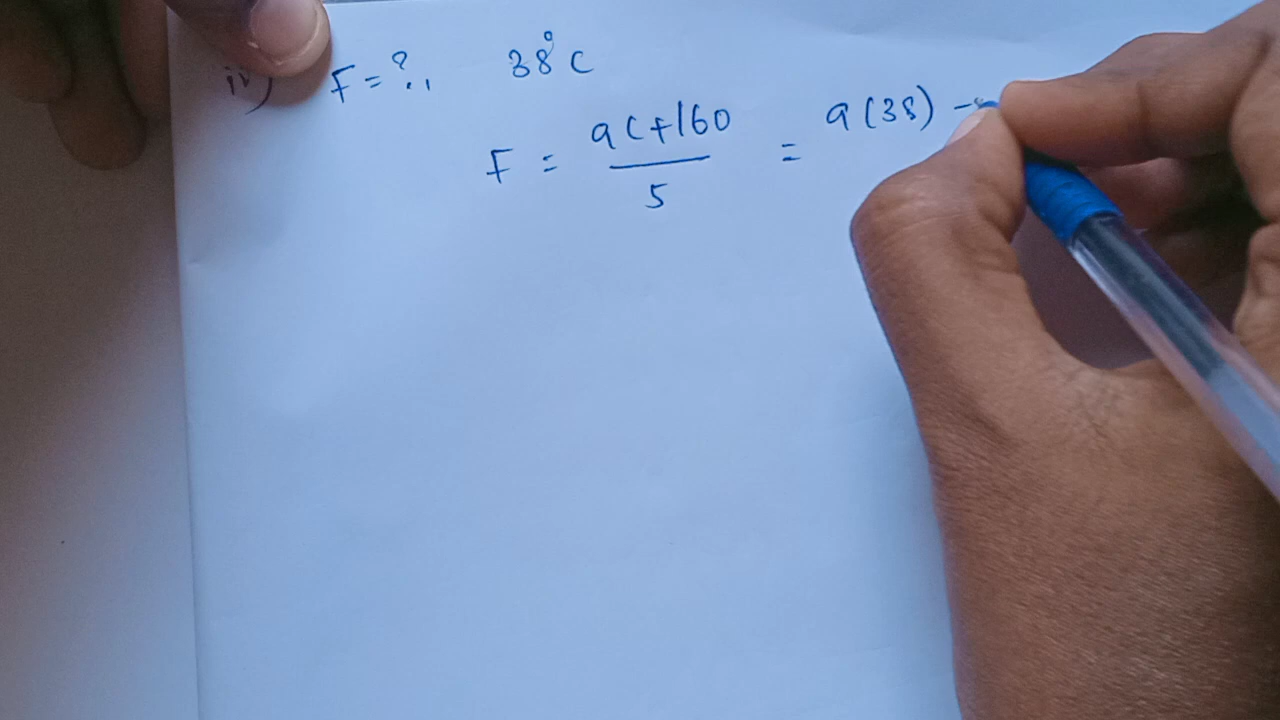 iv) F = ?., 38°C
F = 9C+160 / 5 = 9(38) -